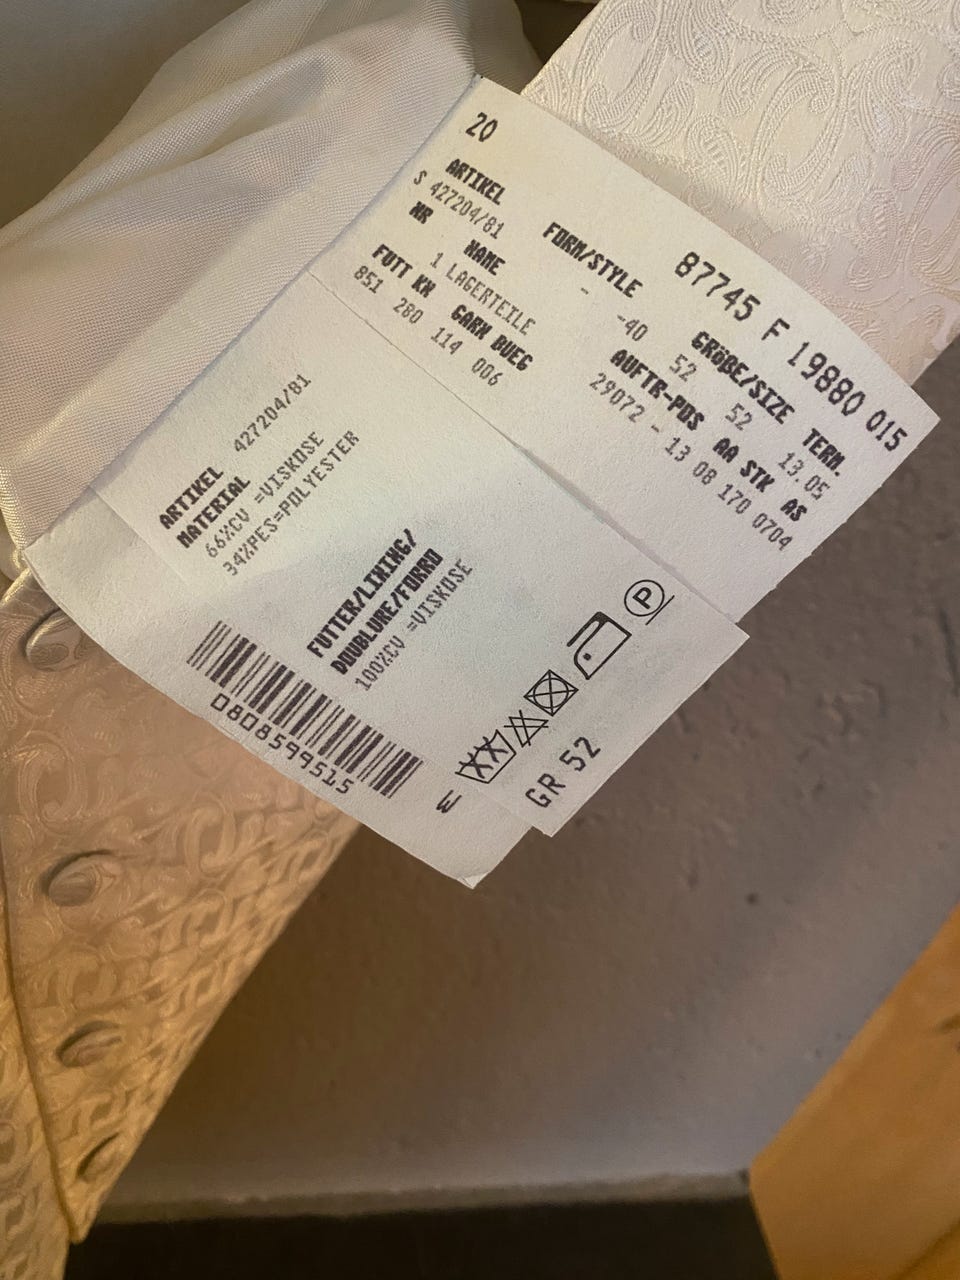 20
87745 F 19880 015
ARTIKEL FORM/STYLE GRÖßE/SIZE TERM.
S 427204/81 - -40 52 52 13.05
NR NAME AUFTR-POS AA STK AS
1 LAGERTEILE 29072 - 13 08 170 0704
FUTT KN GARN BUEG
851 280 114 006
ARTIKEL 427204/81
MATERIAL
66%CV =VISKOSE
34%PES=POLYESTER
FUTTER/LINING/
DOUBLURE/FORRO
100%CV =VISKOSE
P
0808599515
E
GR 52